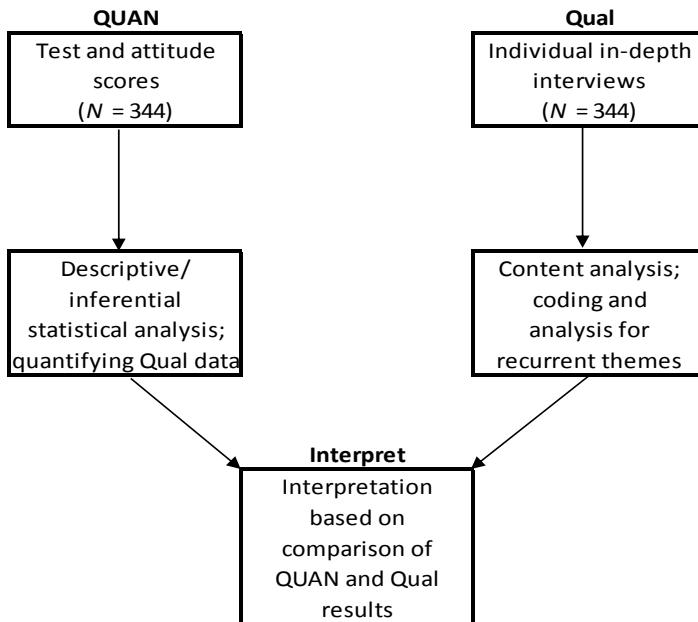 QUAN
Test and attitude
scores
(N = 344)
Descriptive/
inferential
statistical analysis;
quantifying Qual data
Qual
Individual in-depth
interviews
(N = 344)
Content analysis;
coding and
analysis for
recurrent themes
Interpret
Interpretation
based on
comparison of
QUAN and Qual
results